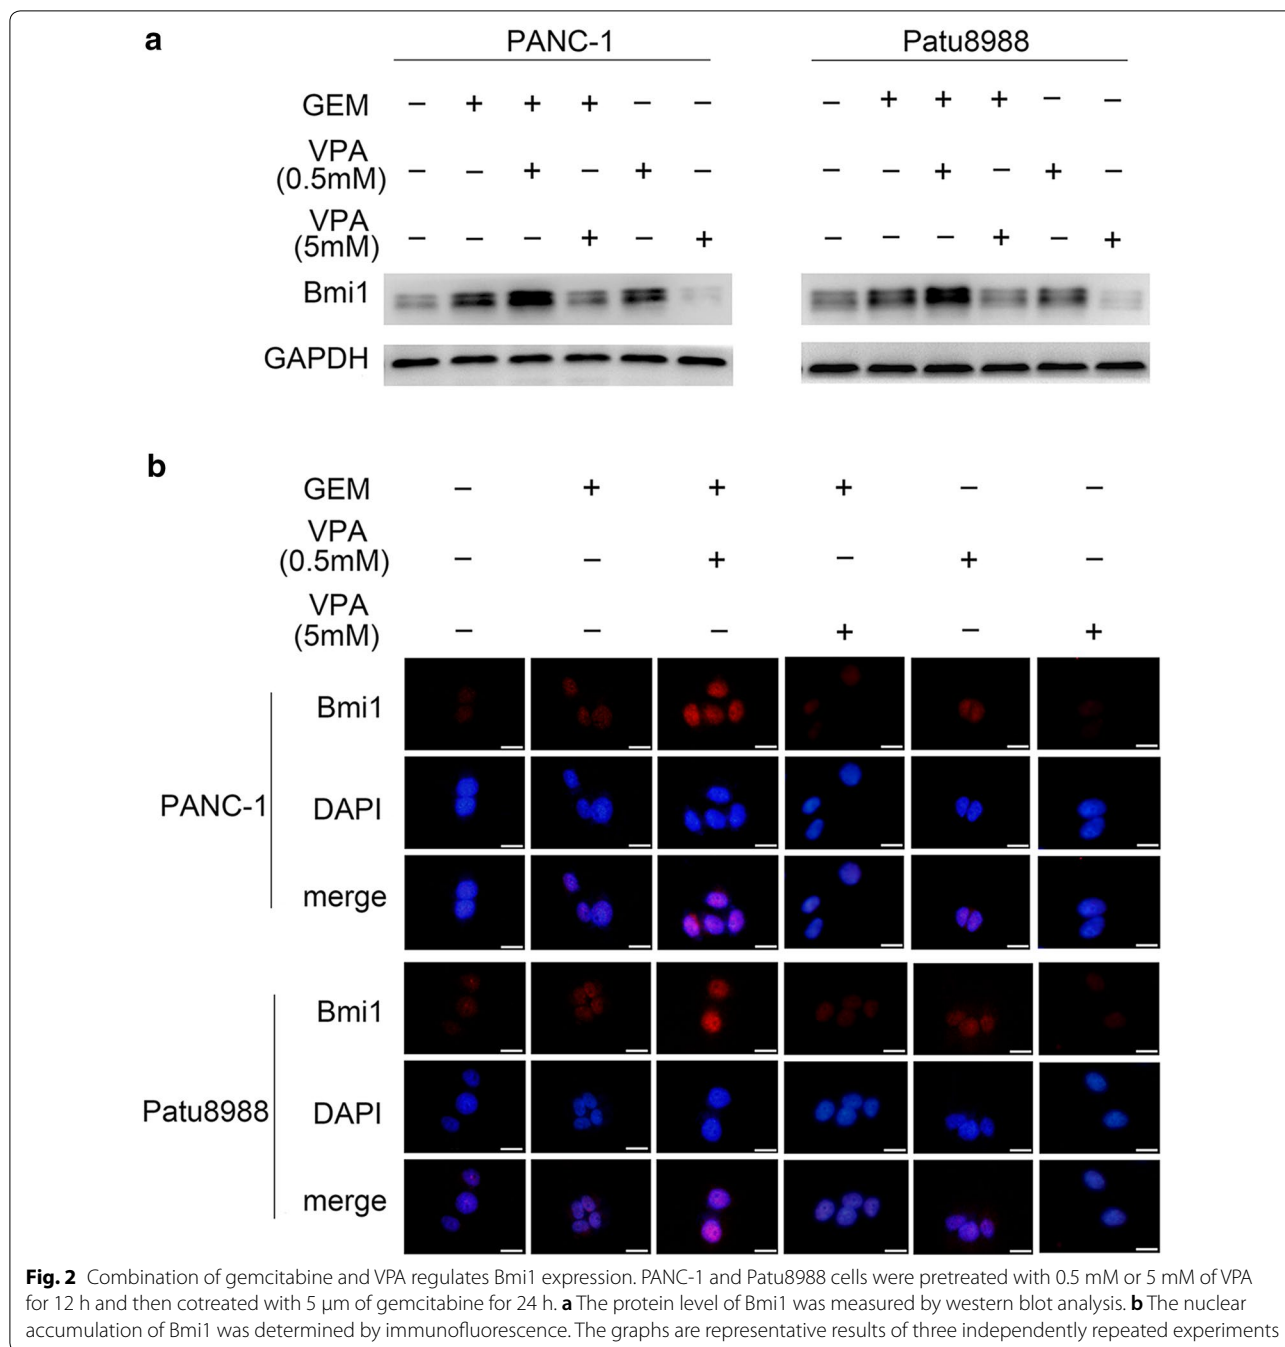 a
PANC-1 Patu8988
GEM − + + + − − − + + + − −
VPA
(0.5mM) − − + − + − − − + − + −
VPA
(5mM) − − − + − + − − − + − +
Bmi1
GAPDH
b
GEM − + + + − −
VPA
(0.5mM) − − + − + −
VPA
(5mM) − − − + − +
Bmi1
PANC-1 DAPI
merge
Bmi1
Patu8988 DAPI
merge
Fig. 2 Combination of gemcitabine and VPA regulates Bmi1 expression. PANC-1 and Patu8988 cells were pretreated with 0.5 mM or 5 mM of VPA
for 12 h and then cotreated with 5 μm of gemcitabine for 24 h. a The protein level of Bmi1 was measured by western blot analysis. b The nuclear
accumulation of Bmi1 was determined by immunofluorescence. The graphs are representative results of three independently repeated experiments